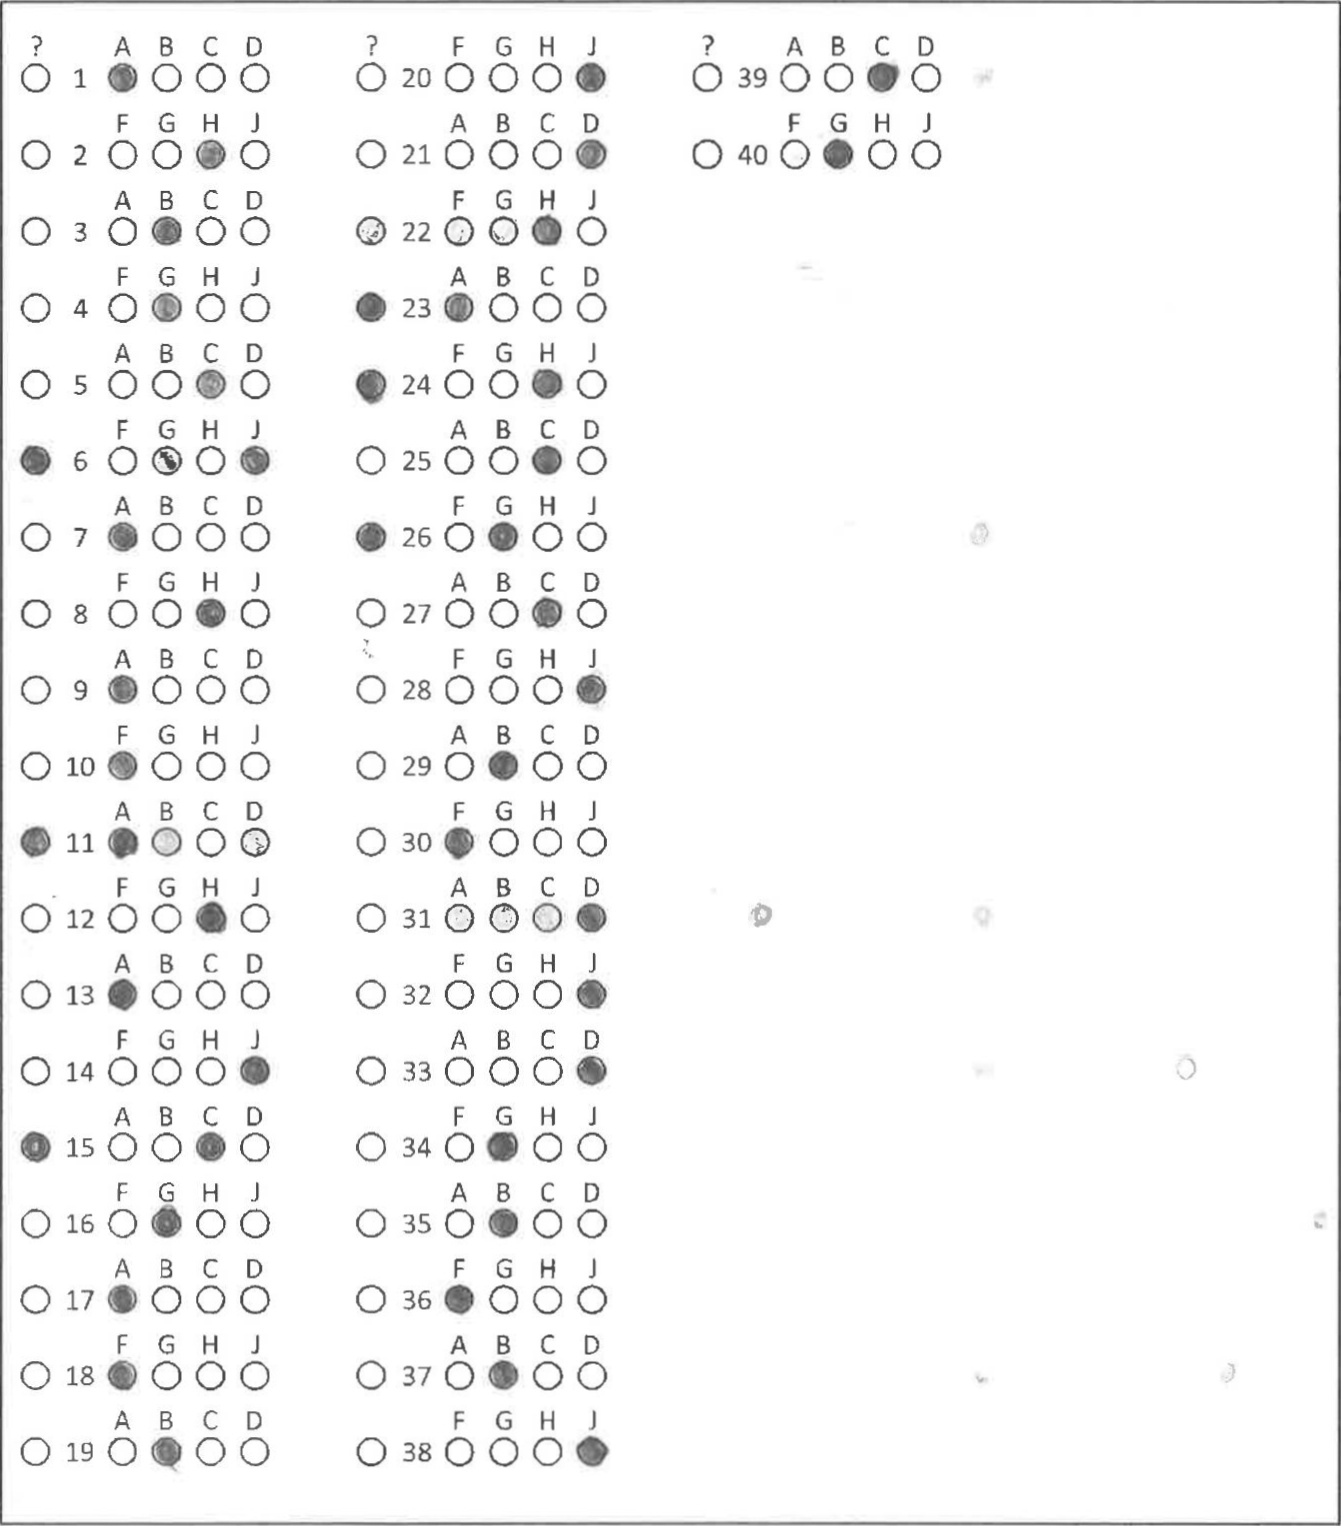 ? A B C D
1
F G H J
2
A B C D
3
F G H J
4
A B C D
5
F G H J
6
A B C D
7
F G H J
8
A B C D
9
F G H J
10
A B C D
11
F G H J
12
A B C D
13
F G H J
14
A B C D
15
F G H J
16
A B C D
17
F G H J
18
A B C D
19
? F G H J
20
A B C D
21
F G H J
22
A B C D
23
F G H J
24
A B C D
25
F G H J
26
A B C D
27
F G H J
28
A B C D
29
F G H J
30
A B C D
31
F G H J
32
A B C D
33
F G H J
34
A B C D
35
F G H J
36
A B C D
37
F G H J
38
? A B C D
39
F G H J
40